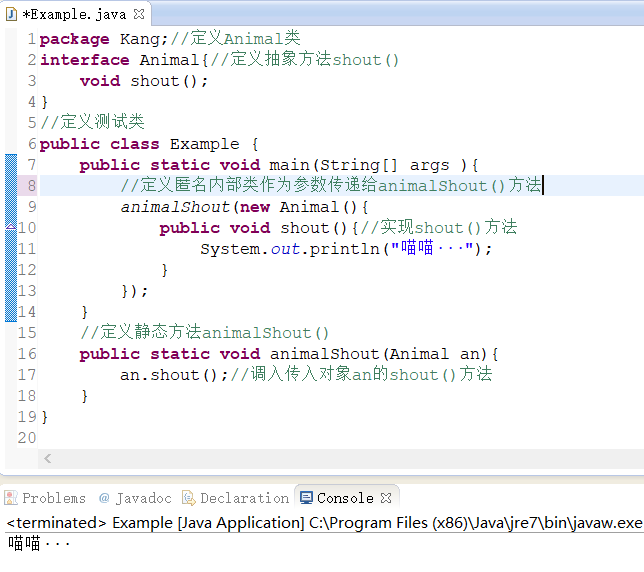 *Example.java
1 package Kang;//定义Animal类
2 interface Animal{//定义抽象方法shout()
3     void shout();
4 }
5 //定义测试类
6 public class Example {
7     public static void main(String[] args ){
8         //定义匿名内部类作为参数传递给animalShout()方法
9         animalShout(new Animal(){
10             public void shout(){//实现shout()方法
11                 System.out.println("喵喵···");
12             }
13         });
14     }
15     //定义静态方法animalShout()
16     public static void animalShout(Animal an){
17         an.shout();//调入传入对象an的shout()方法
18     }
19 }
20
Problems @ Javadoc Declaration Console
<terminated> Example [Java Application] C:\Program Files (x86)\Java\jre7\bin\javaw.exe
喵喵···